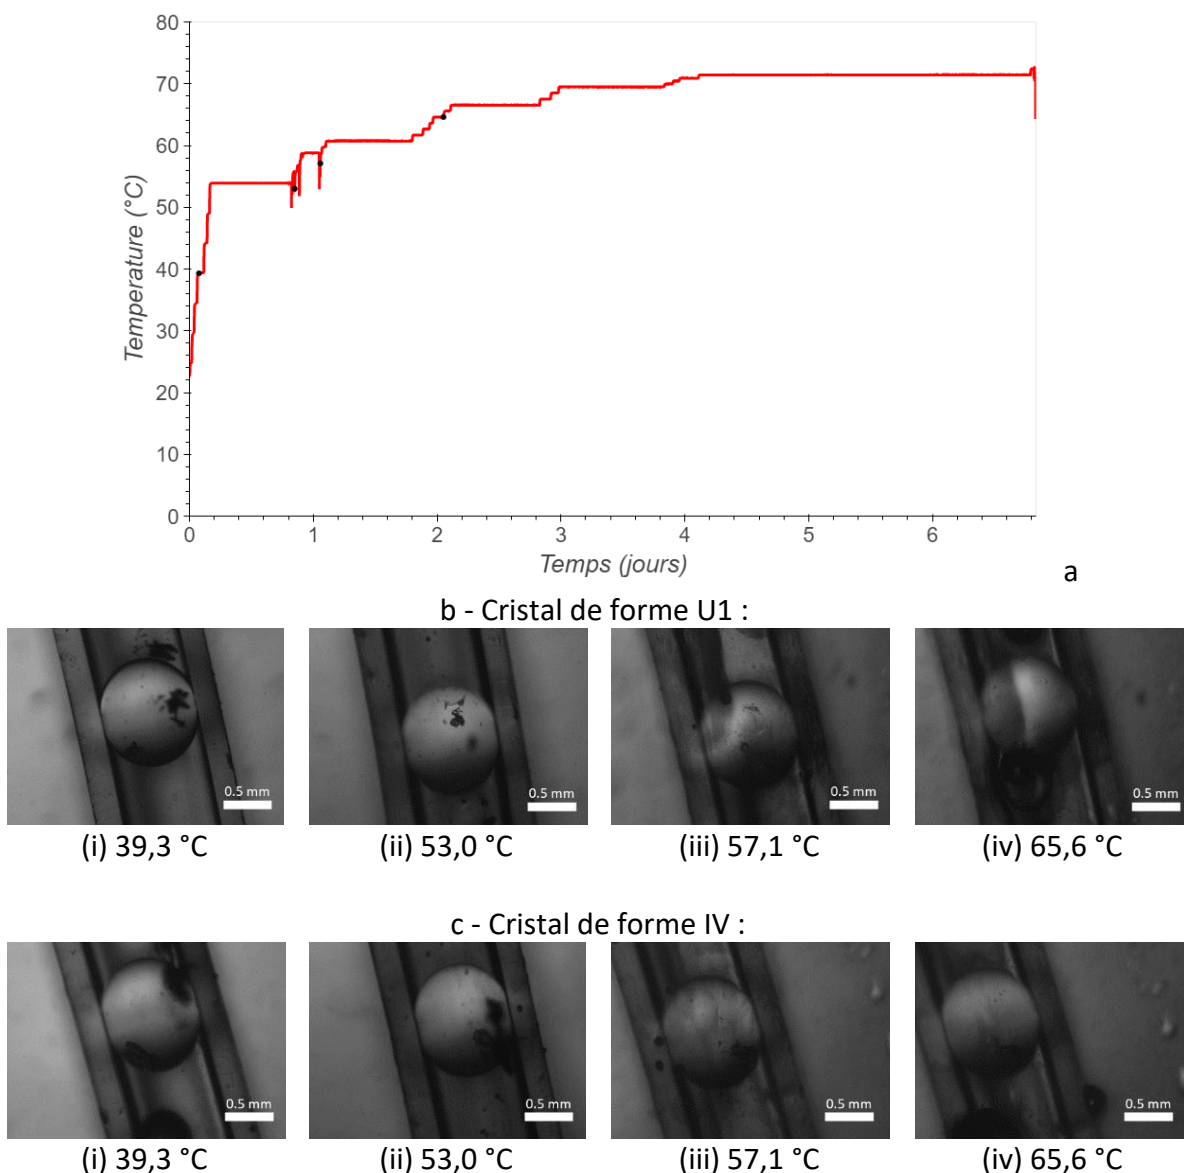 80
70
60
50
40
30
20
10
0
Temperature (°C)
0 1 2 3 4 5 6
Temps (jours)
a
b - Cristal de forme U1 :
0.5 mm 0.5 mm 0.5 mm 0.5 mm
(i) 39,3 °C (ii) 53,0 °C (iii) 57,1 °C (iv) 65,6 °C
c - Cristal de forme IV :
0.5 mm 0.5 mm 0.5 mm 0.5 mm
(i) 39,3 °C (ii) 53,0 °C (iii) 57,1 °C (iv) 65,6 °C